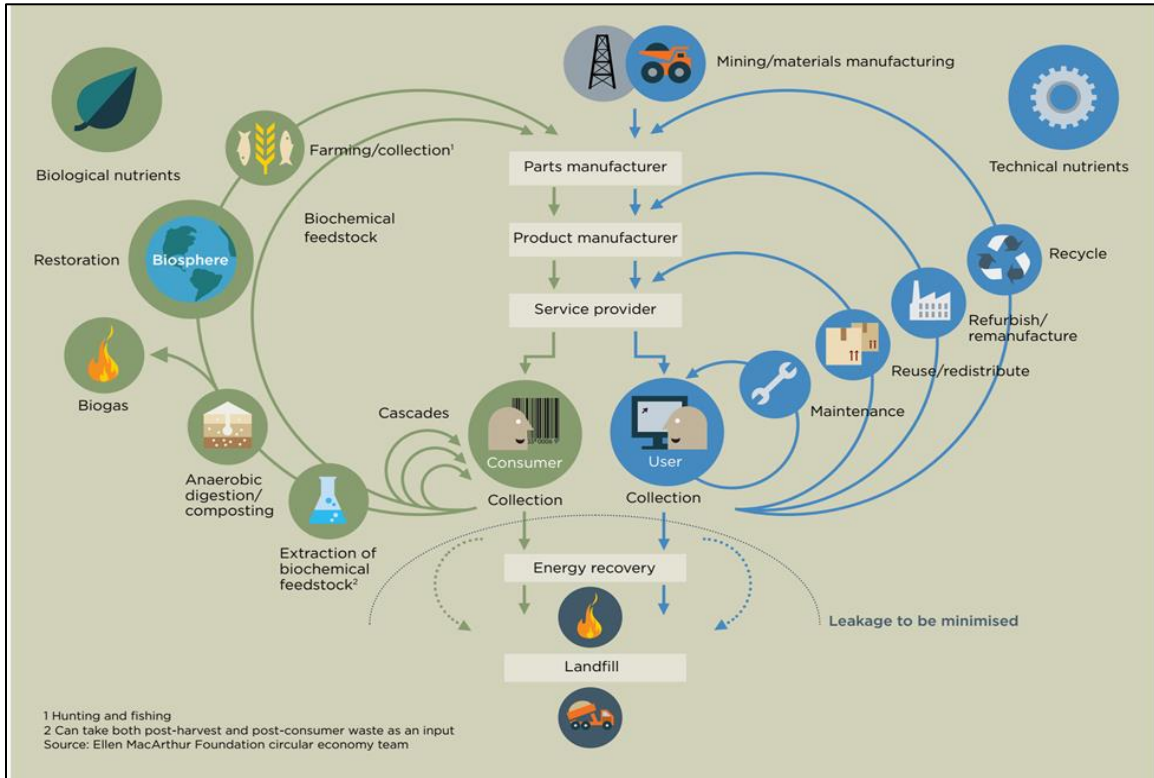 Mining/materials manufacturing
Biological nutrients
Farming/collection¹
Technical nutrients
Parts manufacturer
Biochemical
feedstock
Restoration
Biosphere
Product manufacturer
Recycle
Service provider
Refurbish/
remanufacture
Reuse/redistribute
Biogas
Cascades
Maintenance
Consumer
User
Anaerobic
digestion/
composting
Collection
Collection
Extraction of
biochemical
feedstock²
Energy recovery
Leakage to be minimised
Landfill
1 Hunting and fishing
2 Can take both post-harvest and post-consumer waste as an input
Source: Ellen MacArthur Foundation circular economy team